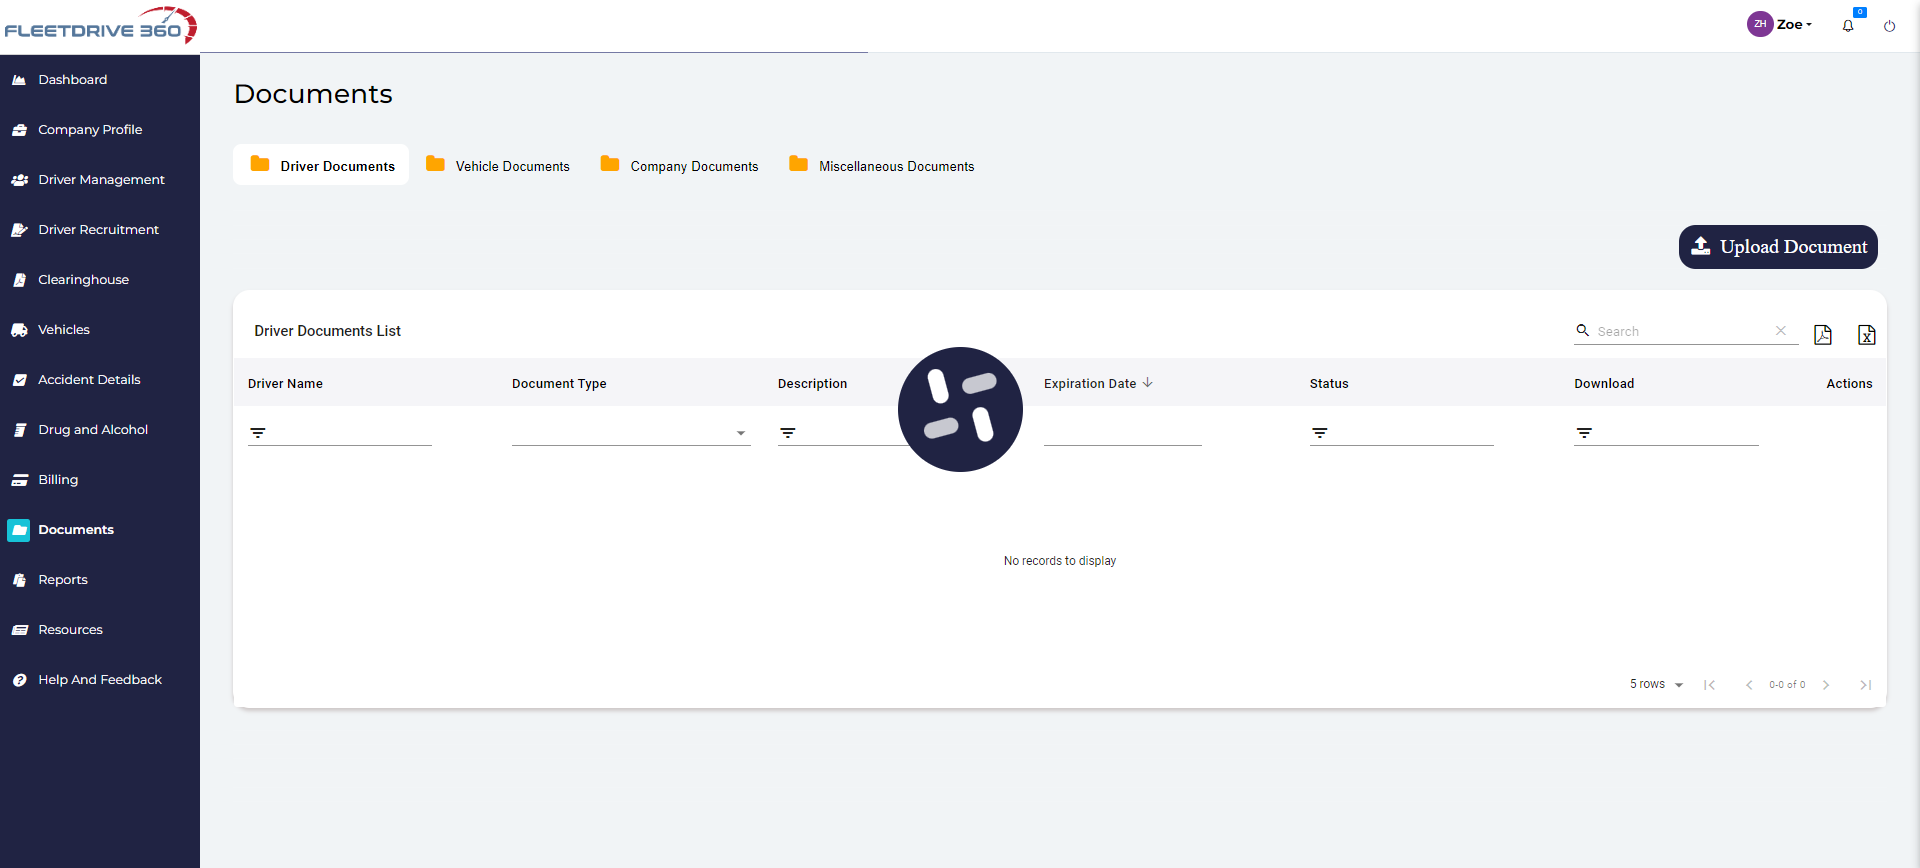 FLEETDRIVE 360
ZH Zoe
0
Dashboard
Company Profile
Driver Management
Driver Recruitment
Clearinghouse
Vehicles
Accident Details
Drug and Alcohol
Billing
Documents
Reports
Resources
Help And Feedback
Documents
Driver Documents Vehicle Documents Company Documents Miscellaneous Documents
Upload Document
Driver Documents List
Search
Driver Name Document Type Description Expiration Date Status Download Actions
No records to display
5 rows 0-0 of 0